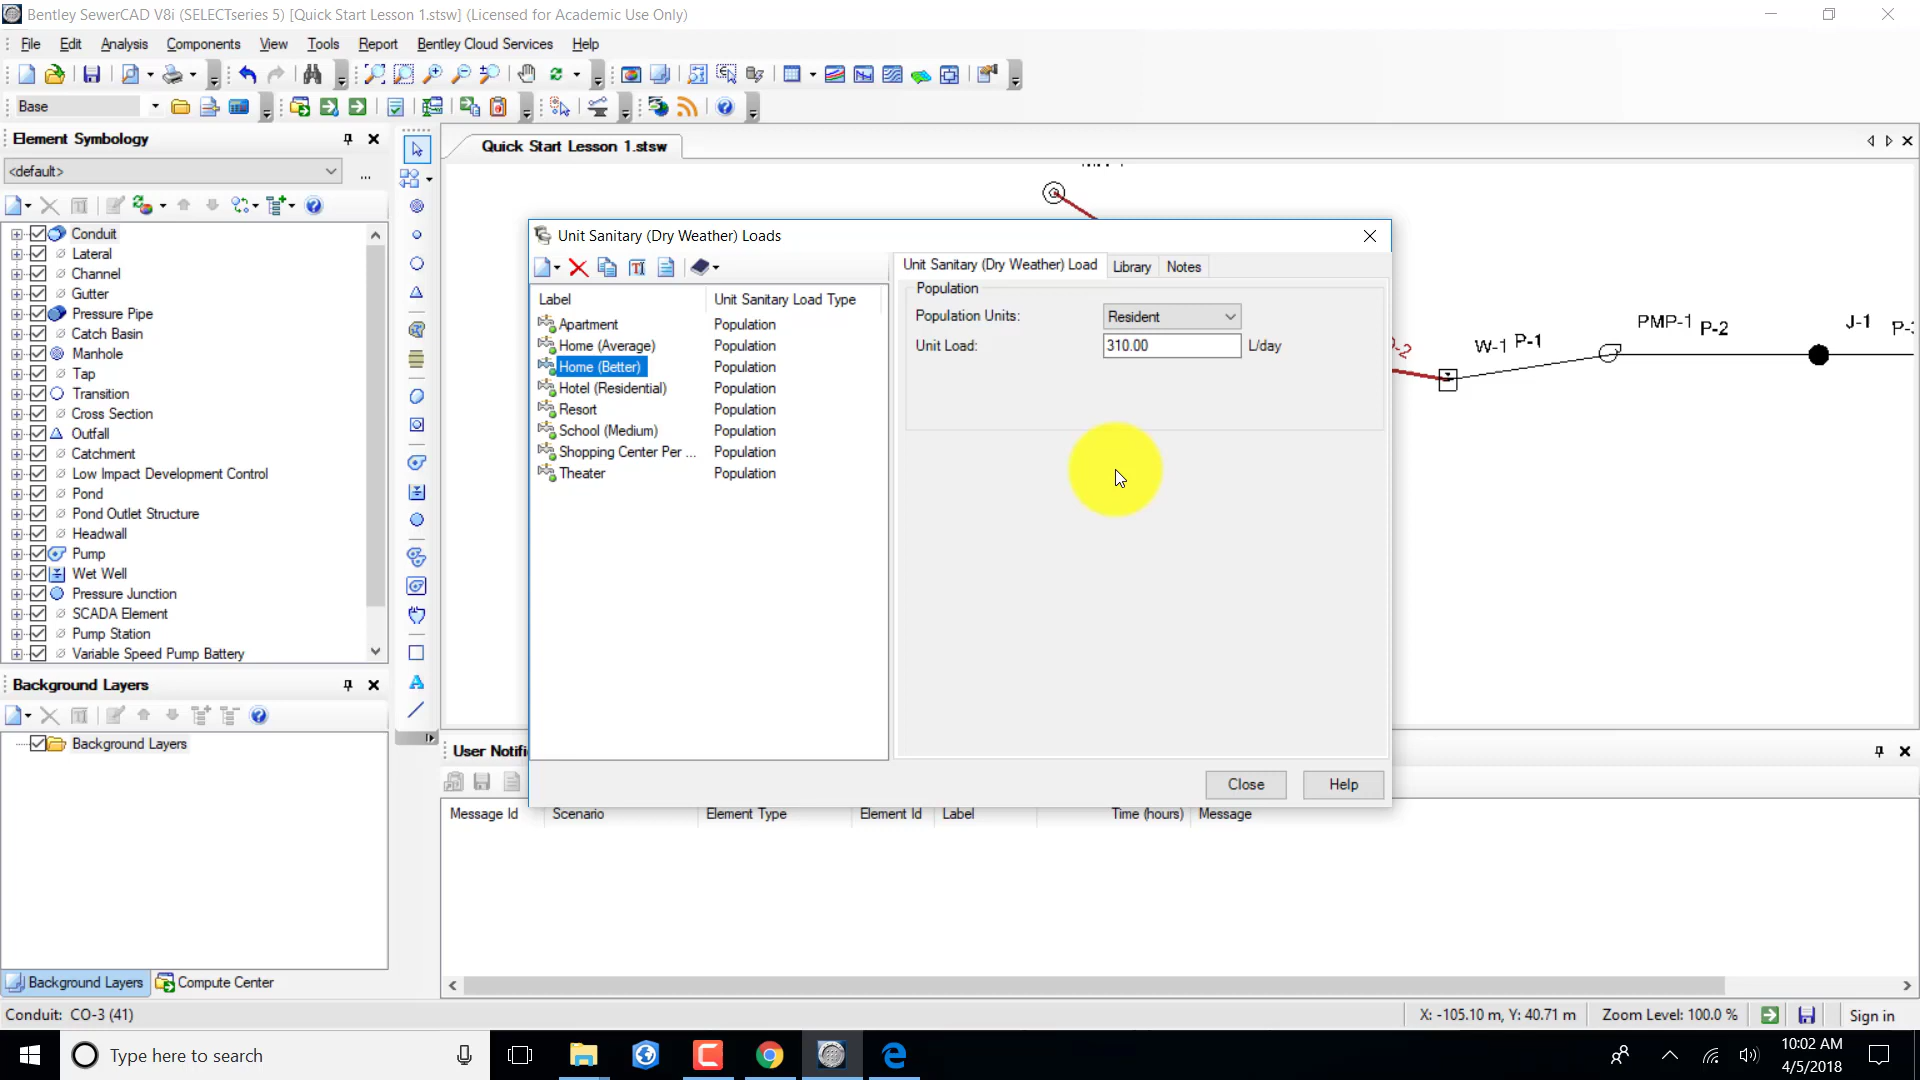 Bentley SewerCAD V8i (SELECTseries 5) [Quick Start Lesson 1.stsw] (Licensed for Academic Use Only)
File Edit Analysis Components View Tools Report Bentley Cloud Services Help
Base
Element Symbology
<default>
...
Conduit
Lateral
Channel
Gutter
Pressure Pipe
Catch Basin
Manhole
Tap
Transition
Cross Section
Outfall
Catchment
Low Impact Development Control
Pond
Pond Outlet Structure
Headwall
Pump
Wet Well
Pressure Junction
SCADA Element
Pump Station
Variable Speed Pump Battery
Background Layers
Background Layers
Background Layers Compute Center
Quick Start Lesson 1.stsw
W-1 P-1
PMP-1 P-2
J-1
Unit Sanitary (Dry Weather) Loads
Label Unit Sanitary Load Type
Apartment Population
Home (Average) Population
Home (Better) Population
Hotel (Residential) Population
Resort Population
School (Medium) Population
Shopping Center Per ... Population
Theater Population
Unit Sanitary (Dry Weather) Load Library Notes
Population
Population Units: Resident
Unit Load: 310.00 L/day
Close Help
User Notifi
Message Id Scenario Element Type Element Id Label Time (hours) Message
Conduit: CO-3 (41)
X: -105.10 m, Y: 40.71 m Zoom Level: 100.0 % Sign in
Type here to search
10:02 AM
4/5/2018